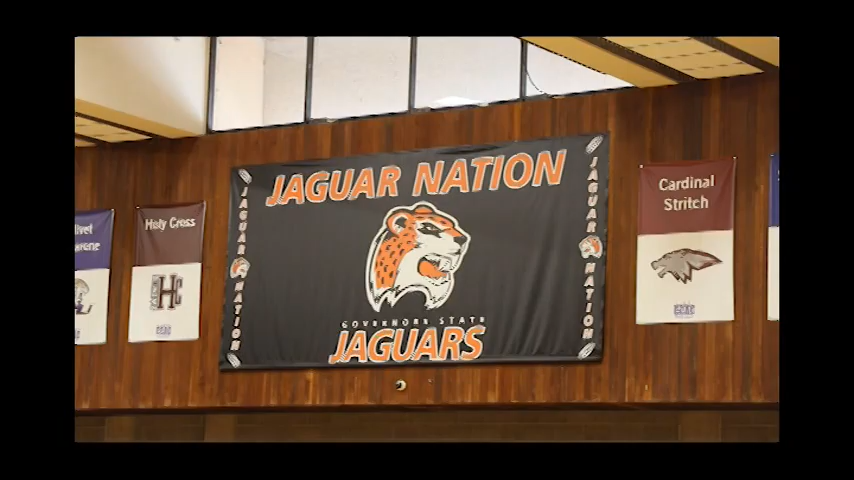 JAGUAR NATION
JAGUAR NATION
GOVERNORS STATE
JAGUARS
JAGUAR NATION
Holy Cross
HC
Cardinal
Stritch